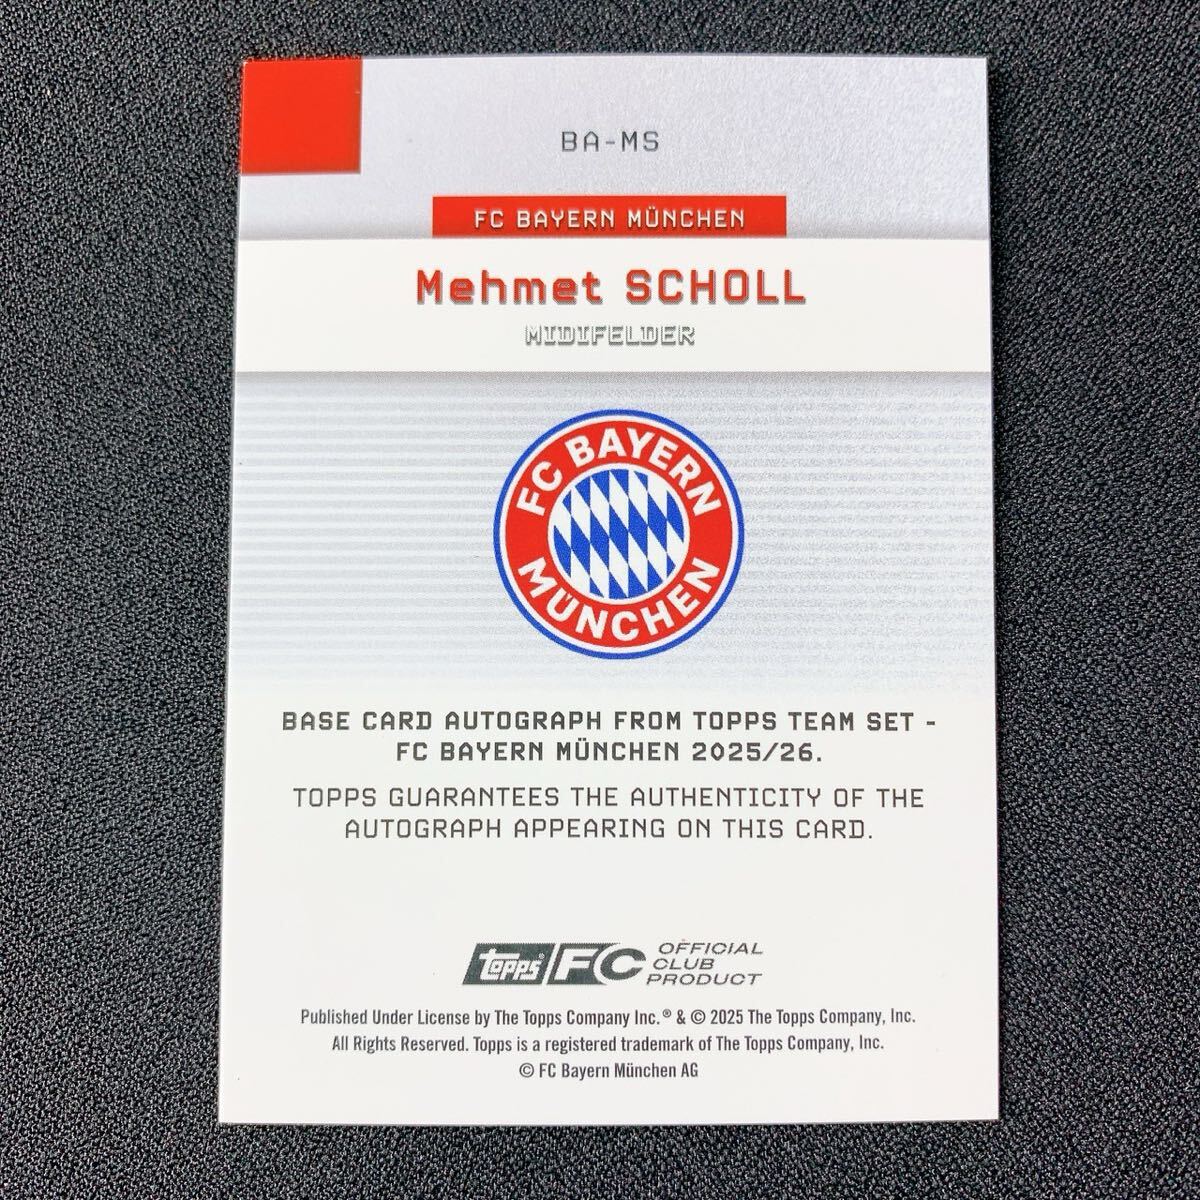 BA-MS
FC BAYERN MÜNCHEN
Mehmet SCHOLL
MIDIFELDER
FC BAYERN
MÜNCHEN
BASE CARD AUTOGRAPH FROM TOPPS TEAM SET -
FC BAYERN MÜNCHEN 2025/26.
TOPPS GUARANTEES THE AUTHENTICITY OF THE
AUTOGRAPH APPEARING ON THIS CARD.
topps® FC OFFICIAL
CLUB
PRODUCT
Published Under License by The Topps Company Inc.® & © 2025 The Topps Company, Inc.
All Rights Reserved. Topps is a registered trademark of The Topps Company, Inc.
© FC Bayern München AG